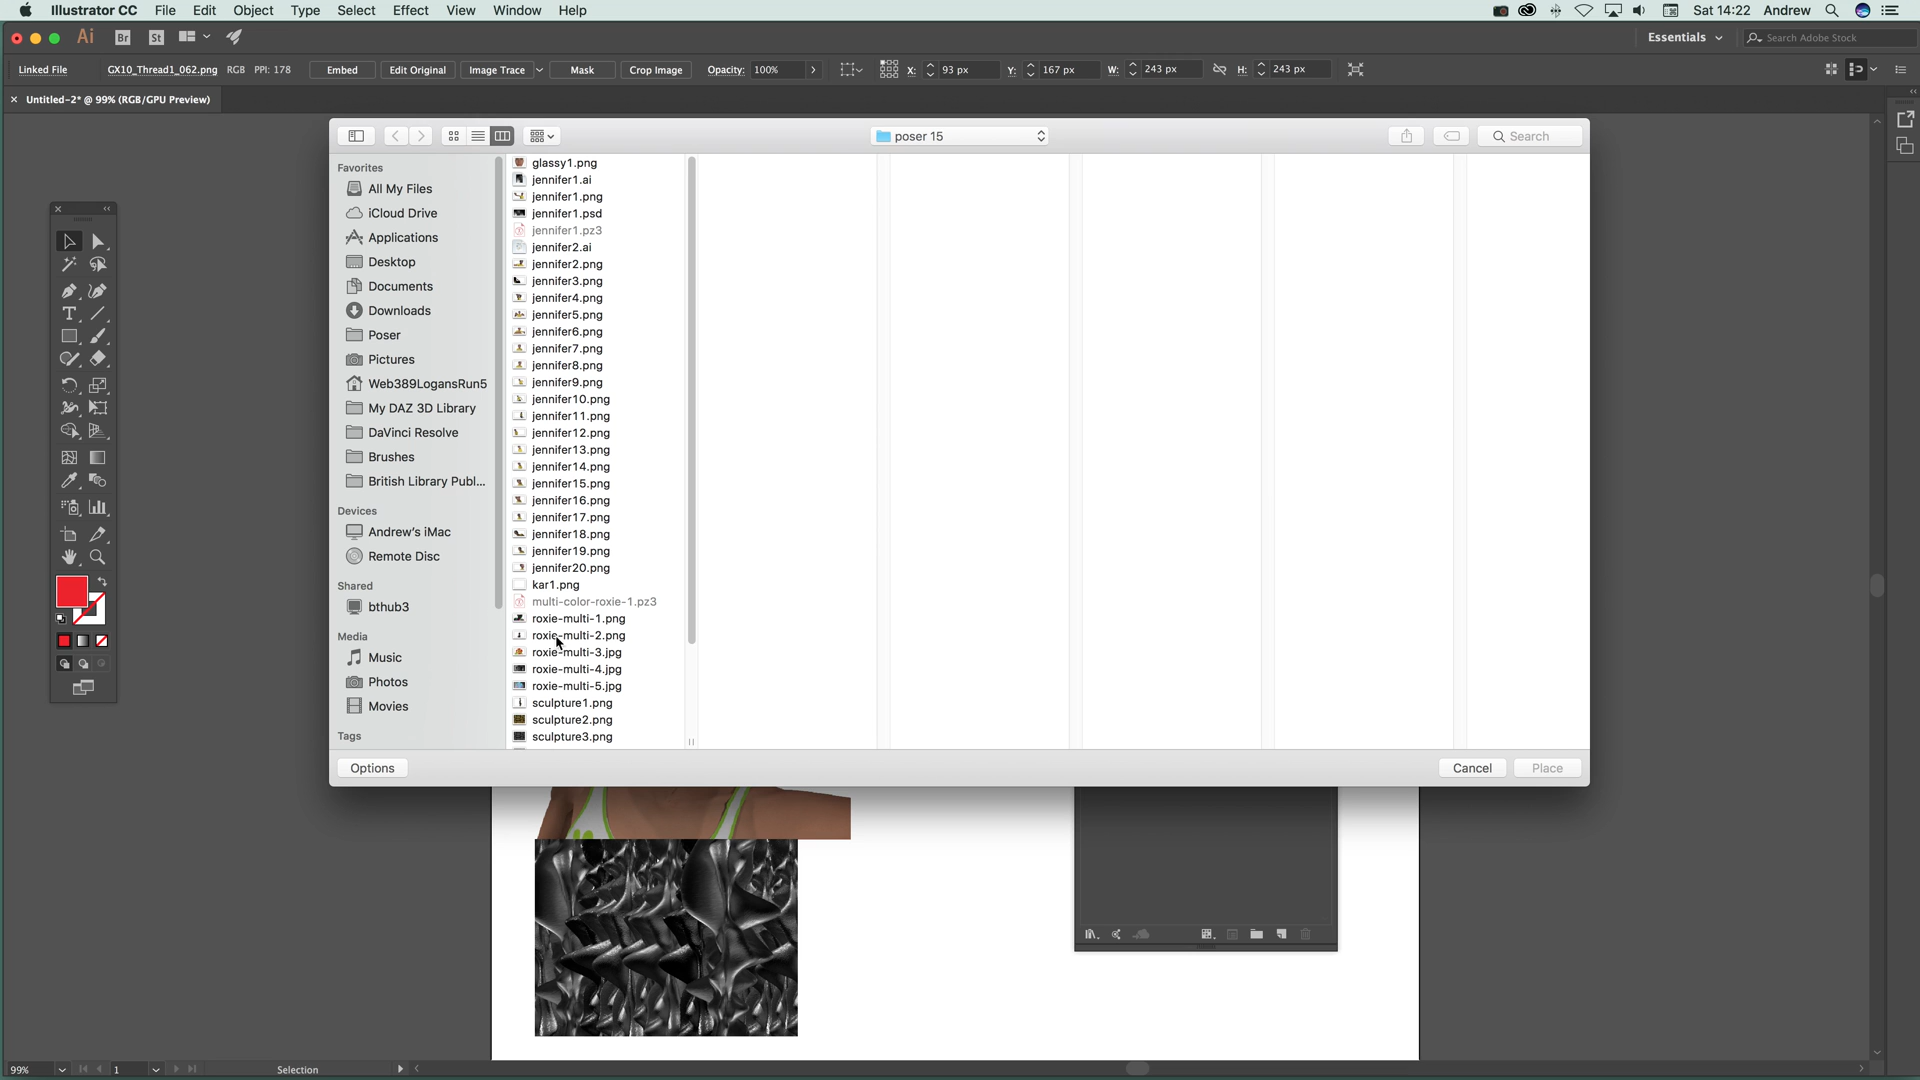 Illustrator CC File Edit Object Type Select Effect View Window Help Sat 14:22 Andrew
Ai Br St Essentials Search Adobe Stock
Linked File GX10_Thread1_062.png RGB PPI: 178 Embed Edit Original Image Trace Mask Crop Image Opacity: 100% X: 93 px Y: 167 px W: 243 px H: 243 px
× Untitled-2* @ 99% (RGB/GPU Preview)
poser 15
Search
Favorites
All My Files
iCloud Drive
Applications
Desktop
Documents
Downloads
Poser
Pictures
Web389LogansRun5
My DAZ 3D Library
DaVinci Resolve
Brushes
British Library Publ...
Devices
Andrew's iMac
Remote Disc
Shared
bthub3
Media
Music
Photos
Movies
Tags
glassy1.png
jennifer1.ai
jennifer1.png
jennifer1.psd
jennifer1.pz3
jennifer2.ai
jennifer2.png
jennifer3.png
jennifer4.png
jennifer5.png
jennifer6.png
jennifer7.png
jennifer8.png
jennifer9.png
jennifer10.png
jennifer11.png
jennifer12.png
jennifer13.png
jennifer14.png
jennifer15.png
jennifer16.png
jennifer17.png
jennifer18.png
jennifer19.png
jennifer20.png
kar1.png
multi-color-roxie-1.pz3
roxie-multi-1.png
roxie-multi-2.png
roxie-multi-3.jpg
roxie-multi-4.jpg
roxie-multi-5.jpg
sculpture1.png
sculpture2.png
sculpture3.png
Options Cancel Place
99% 1 Selection